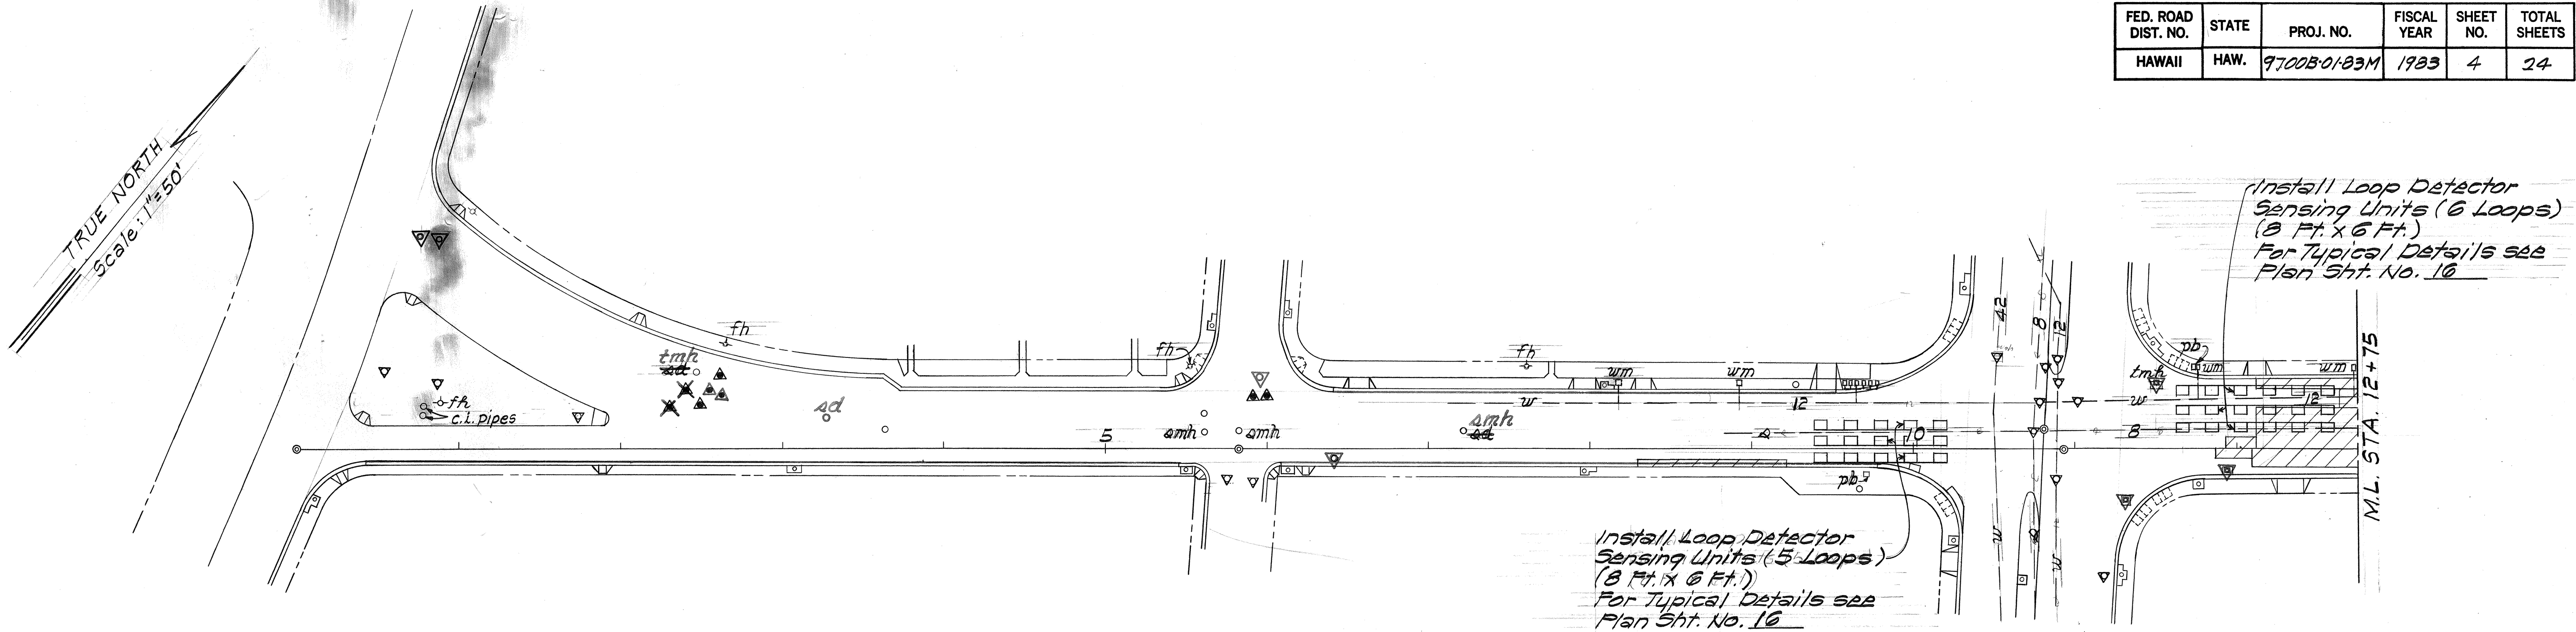 FED. ROAD DIST. NO. STATE PROJ. NO. FISCAL YEAR SHEET NO. TOTAL SHEETS
HAWAII HAW. 9700B-01-83M 1983 4 24
TRUE NORTH
Scale: 1"=50'
Install Loop Detector
Sensing Units (6 Loops)
(8 Ft. x 6 Ft.)
For Typical Details see
Plan Sht. No. 16
42
8
12
fh
fh
fh
tmh
sd
wm
wm
pb
tmh
wm
wm
fh
c.i. pipes
sd
w
12
w
12
5
smh
smh
smh
sd
10
8
pb
M.L. STA. 12+75
w
w
Install Loop Detector
Sensing Units (5 Loops)
(8 Ft. x 6 Ft.)
For Typical Details see
Plan Sht. No. 16